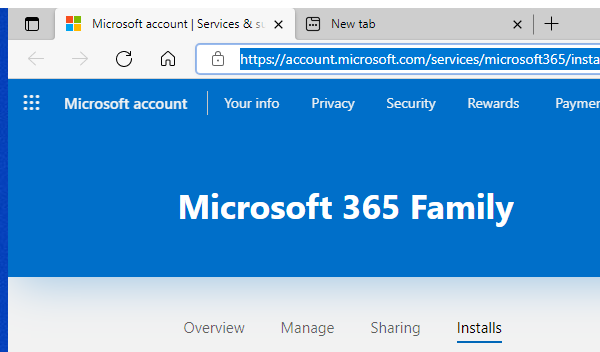 Microsoft account | Services & su
New tab
https://account.microsoft.com/services/microsoft365/insta
Microsoft account Your info Privacy Security Rewards Paymen
Microsoft 365 Family
Overview Manage Sharing Installs